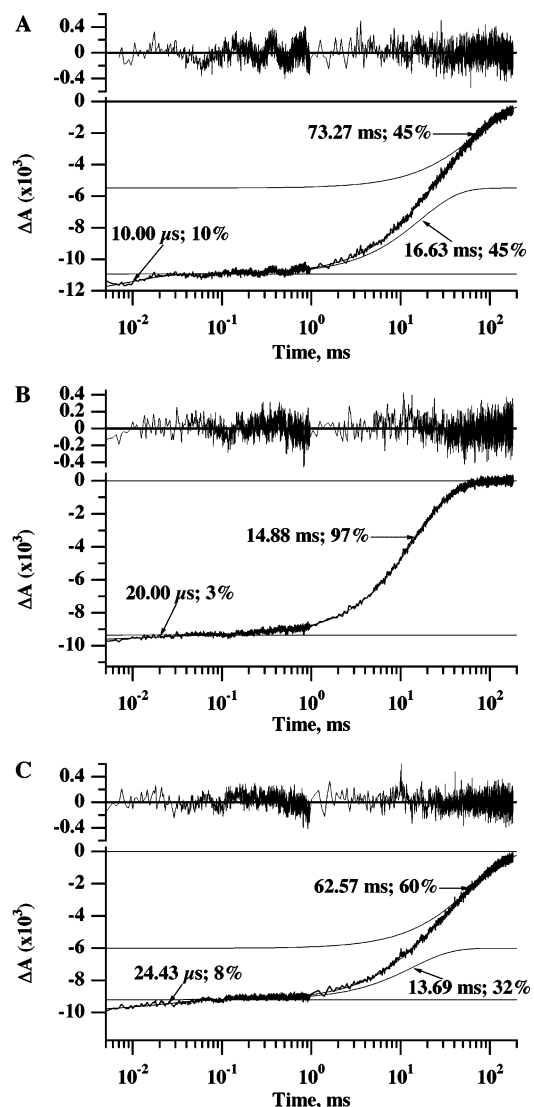 A
0.4
0
-0.4
0
-2
-4
-6
-8
-10
-12
ΔA (x10³)
73.27 ms; 45%
10.00 µs; 10%
16.63 ms; 45%
10⁻² 10⁻¹ 10⁰ 10¹ 10²
Time, ms
B
0.4
0.2
0
-0.2
-0.4
0
-2
-4
-6
-8
-10
ΔA (x10³)
14.88 ms; 97%
20.00 µs; 3%
10⁻² 10⁻¹ 10⁰ 10¹ 10²
Time, ms
C
0.4
0
-0.4
0
-2
-4
-6
-8
-10
ΔA (x10³)
62.57 ms; 60%
24.43 µs; 8%
13.69 ms; 32%
10⁻² 10⁻¹ 10⁰ 10¹ 10²
Time, ms